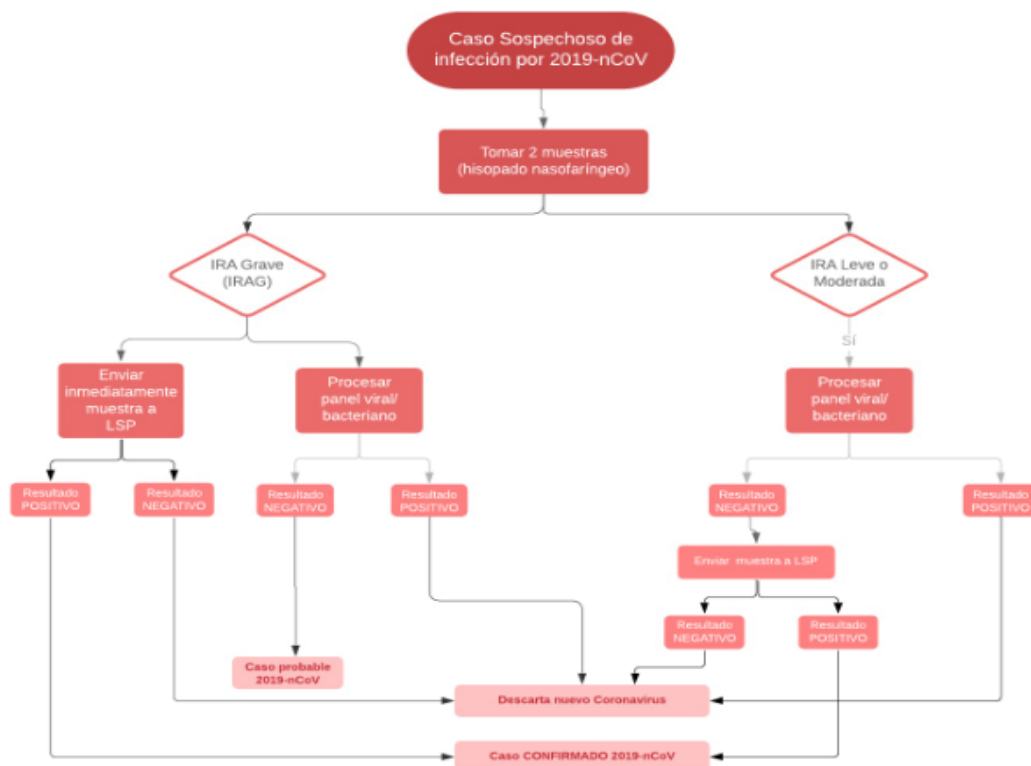 Caso Sospechoso de
infección por 2019-nCoV
Tomar 2 muestras
(hisopado nasofaríngeo)
IRA Grave
(IRAG)
IRA Leve o
Moderada
Sí
Enviar
inmediatamente
muestra a
LSP
Procesar
panel viral/
bacteriano
Procesar
panel viral/
bacteriano
Resultado
POSITIVO
Resultado
NEGATIVO
Resultado
NEGATIVO
Resultado
POSITIVO
Resultado
NEGATIVO
Resultado
POSITIVO
Enviar muestra a LSP
Resultado
NEGATIVO
Resultado
POSITIVO
Caso probable
2019-nCoV
Descarta nuevo Coronavirus
Caso CONFIRMADO 2019-nCoV